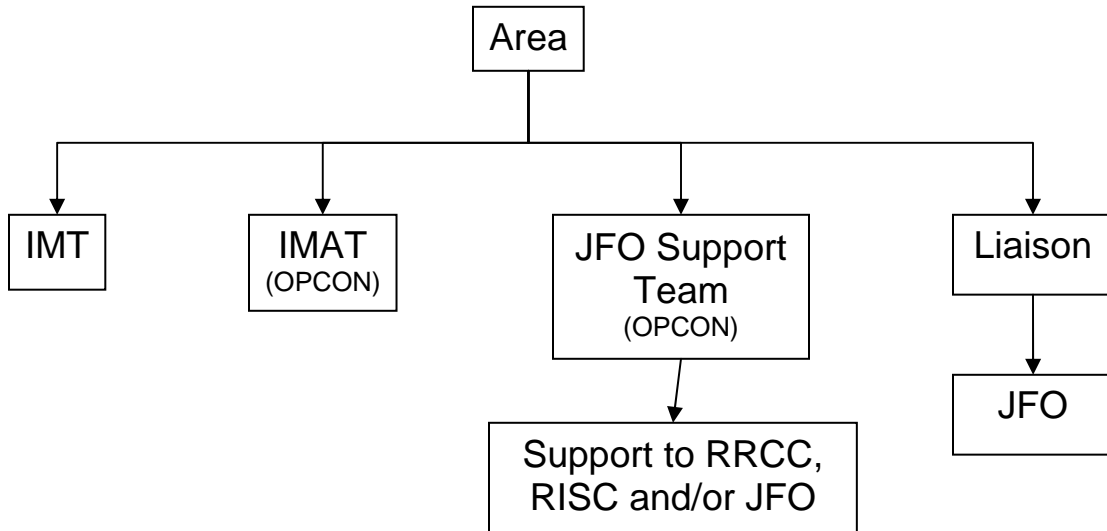 Area
IMT
IMAT
(OPCON)
JFO Support
Team
(OPCON)
Liaison
JFO
Support to RRCC,
RISC and/or JFO